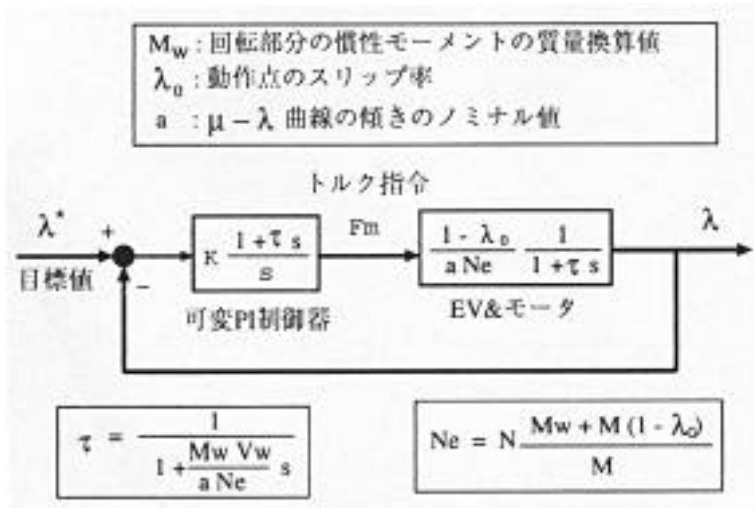 Mw : 回転部分の慣性モーメントの質量換算値
λ0 : 動作点のスリップ率
a : μ − λ 曲線の傾きのノミナル値
トルク指令
λ*
+
K (1 + τ s) / s
Fm
(1 - λ0) / (a Ne) 1 / (1 + τ s)
λ
目標値
−
可変PI制御器
EV&モータ
τ = 1 / (1 + (Mw Vw / a Ne) s)
Ne = N (Mw + M (1 - λ0)) / M